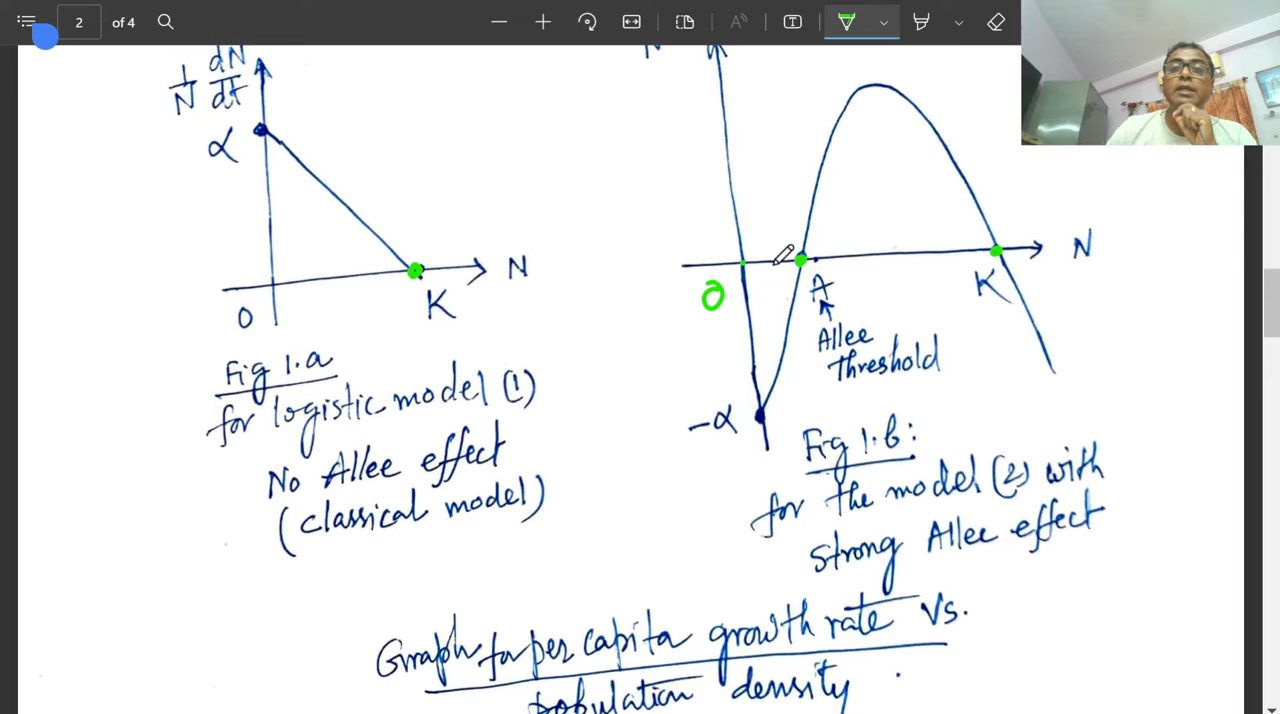 2 of 4
1/N dN/dt
α
N
K
O
Fig 1.a
for logistic model (1)
No Allee effect
(classical model)
N
O
A
K
Allee
threshold
-α
Fig 1.b:
for the model (2) with
strong Allee effect
Graph for per capita growth rate Vs.
population density